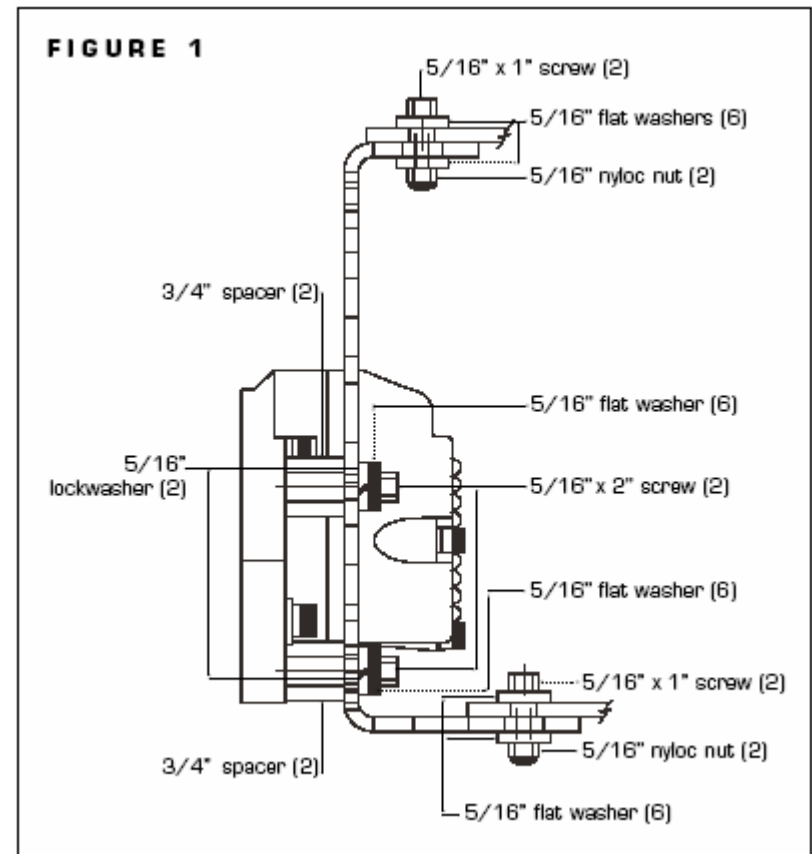 FIGURE 1
5/16" x 1" screw (2)
5/16" flat washers (6)
5/16" nyloc nut (2)
3/4" spacer (2)
5/16" flat washer (6)
5/16"
lockwasher (2)
5/16" x 2" screw (2)
5/16" flat washer (6)
5/16" x 1" screw (2)
5/16" nyloc nut (2)
3/4" spacer (2)
5/16" flat washer (6)